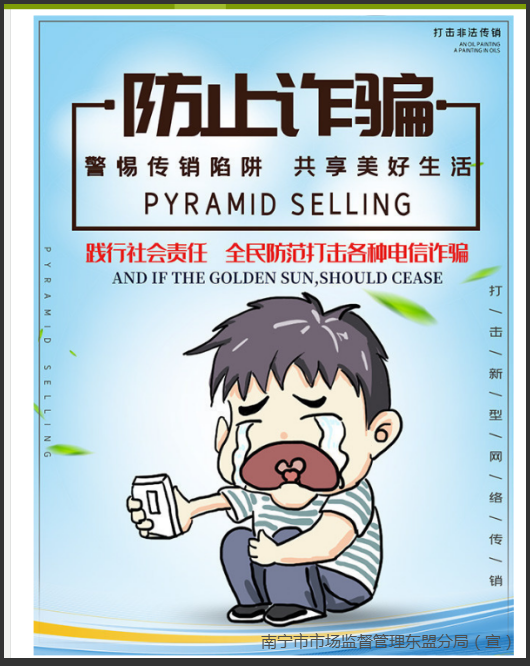 打击非法传销
AN OIL PAINTING
A PAINTING IN OILS
防止诈骗
警惕传销陷阱 共享美好生活
PYRAMID SELLING
践行社会责任 全民防范打击各种电信诈骗
AND IF THE GOLDEN SUN,SHOULD CEASE
PYRAMID SELLING
打/击/新/型/网/络/传/销
南宁市市场监督管理东盟分局（宣）